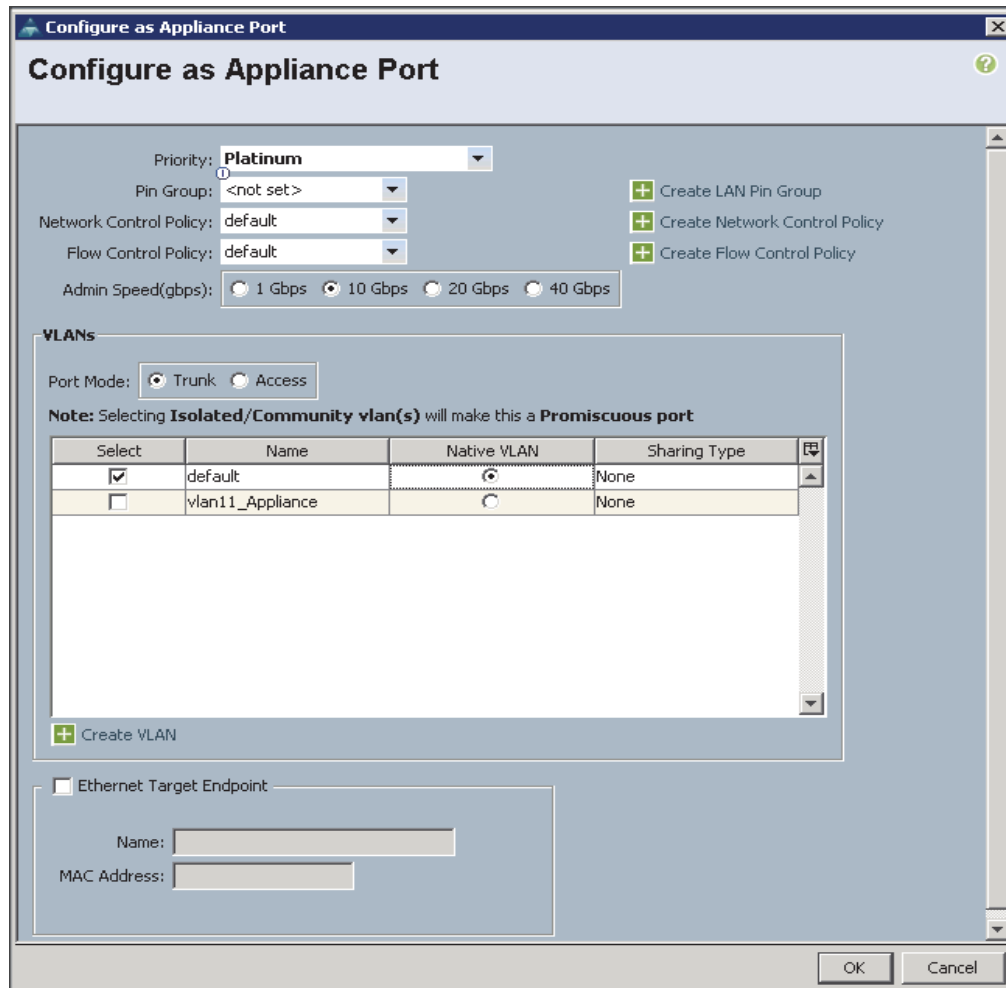 Configure as Appliance Port
Configure as Appliance Port
Priority: Platinum
Pin Group: <not set>
Create LAN Pin Group
Network Control Policy: default
Create Network Control Policy
Flow Control Policy: default
Create Flow Control Policy
Admin Speed(gbps): 1 Gbps 10 Gbps 20 Gbps 40 Gbps
VLANs
Port Mode: Trunk Access
Note: Selecting Isolated/Community vlan(s) will make this a Promiscuous port
Select Name Native VLAN Sharing Type
default None
vlan11_Appliance None
Create VLAN
Ethernet Target Endpoint
Name:
MAC Address:
OK Cancel